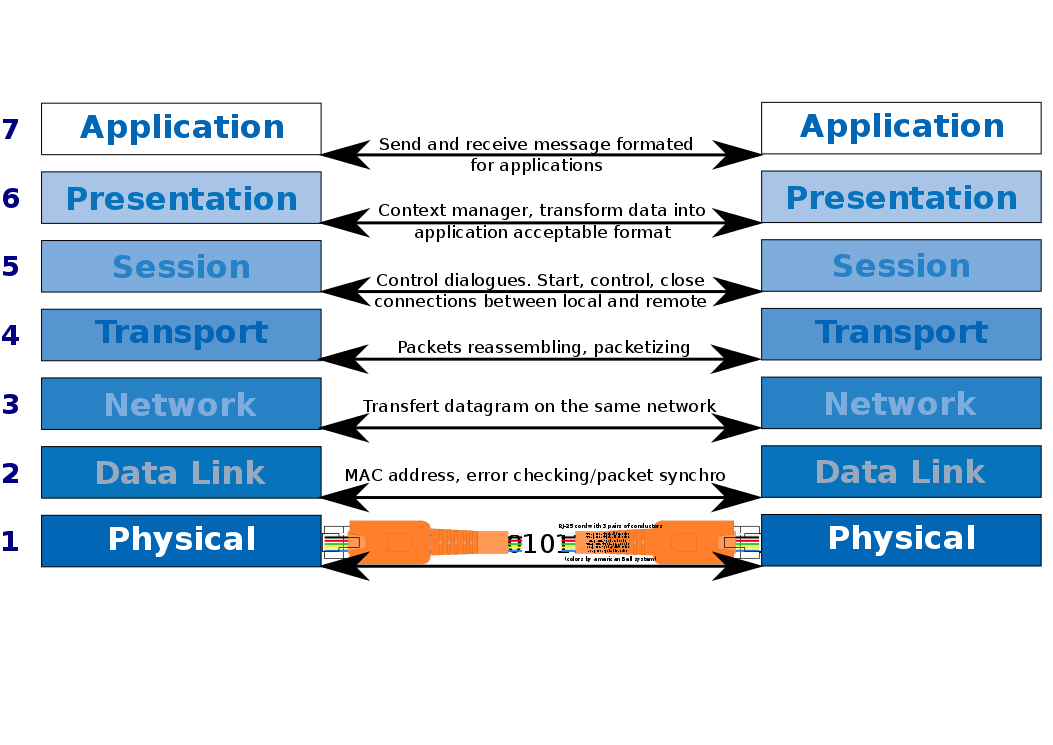 7 Application Application
Send and receive message formated
for applications
6 Presentation Presentation
Context manager, transform data into
application acceptable format
5 Session Session
Control dialogues. Start, control, close
connections between local and remote
4 Transport Transport
Packets reassembling, packetizing
3 Network Network
Transfert datagram on the same network
2 Data Link Data Link
MAC address, error checking/packet synchro
RJ-25 cord with 3 pairs of conductors
1 Physical 0101 Physical
(colors by american Bell system)